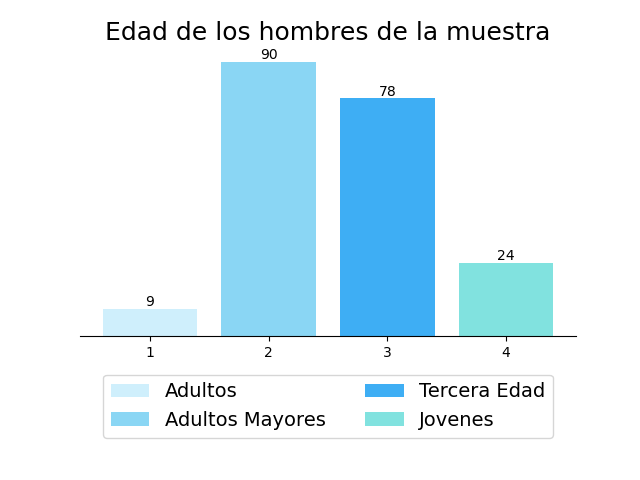 Edad de los hombres de la muestra
90
78
24
9
1 2 3 4
Adultos Tercera Edad
Adultos Mayores Jovenes